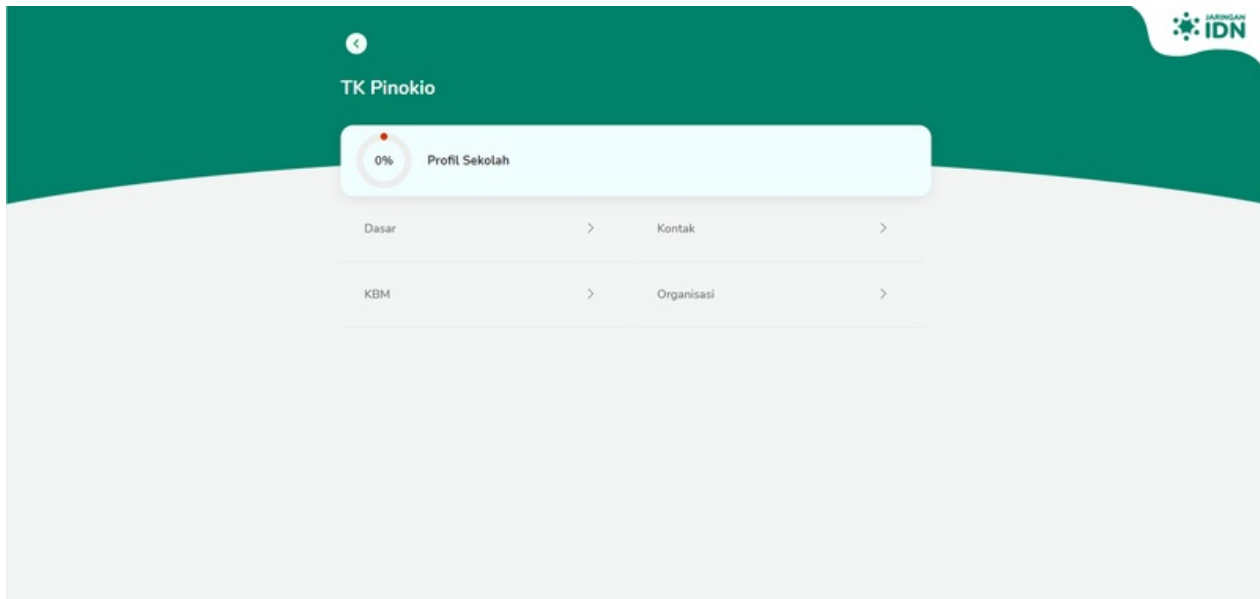 JARINGAN
IDN
TK Pinokio
0% Profil Sekolah
Dasar Kontak
KBM Organisasi